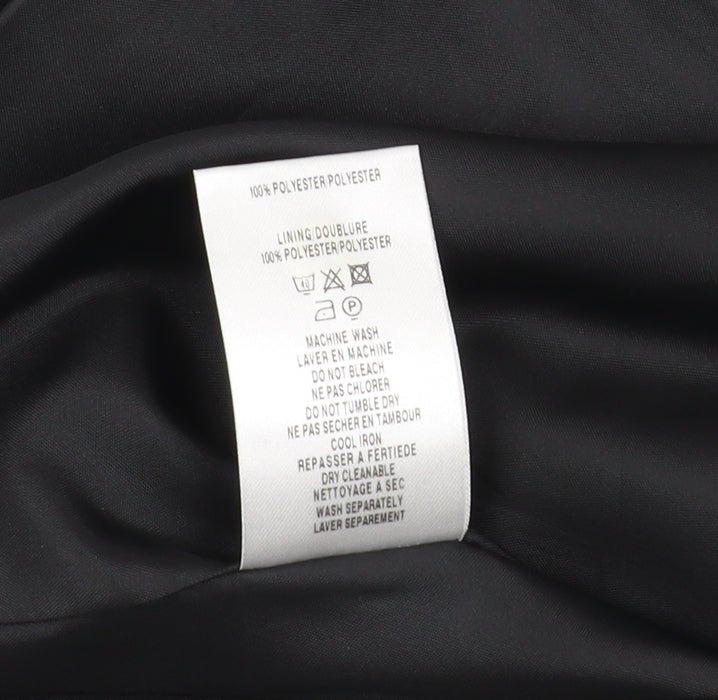 100% POLYESTER/POLYESTER
LINING/DOUBLURE
100% POLYESTER/POLYESTER
40
P
MACHINE WASH
LAVER EN MACHINE
DO NOT BLEACH
NE PAS CHLORER
DO NOT TUMBLE DRY
NE PAS SECHER EN TAMBOUR
COOL IRON
REPASSER A FERTIEDE
DRY CLEANABLE
NETTOYAGE A SEC
WASH SEPARATELY
LAVER SEPAREMENT